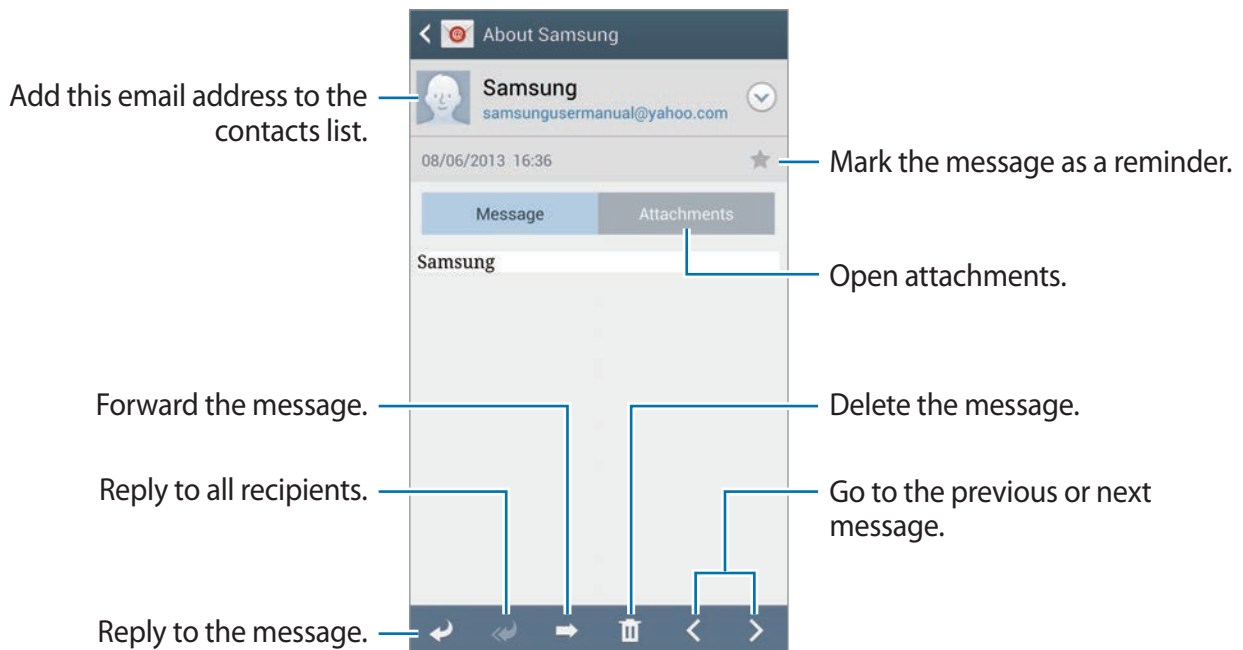 About Samsung
Add this email address to the
contacts list.
Samsung
samsungusermanual@yahoo.com
08/06/2013 16:36
Mark the message as a reminder.
Message
Attachments
Samsung
Open attachments.
Forward the message.
Delete the message.
Reply to all recipients.
Go to the previous or next
message.
Reply to the message.